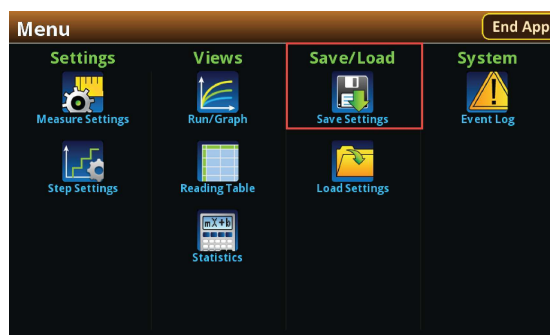 Menu
End App
Settings
Views
Save/Load
System
Measure Settings
Run/Graph
Save Settings
Event Log
Step Settings
Reading Table
Load Settings
mX+b
Statistics